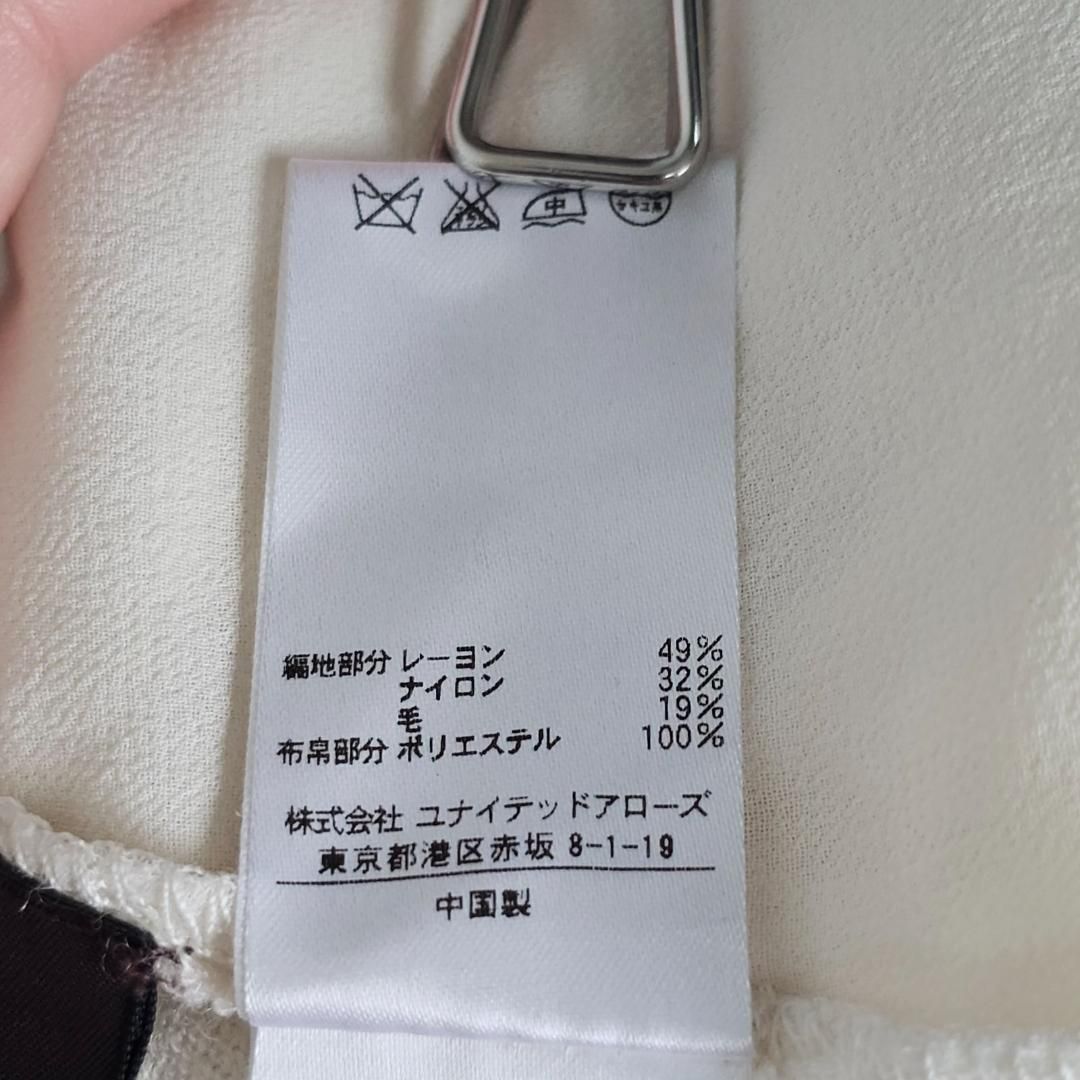 中
セキユ系
編地部分 レーヨン 49%
ナイロン 32%
毛 19%
布帛部分 ポリエステル 100%
株式会社 ユナイテッドアローズ
東京都港区赤坂 8-1-19
中国製